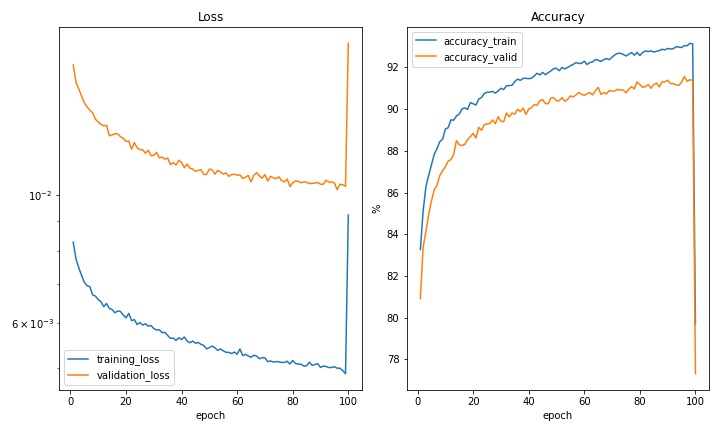 Loss
10⁻²
6 × 10⁻³
training_loss
validation_loss
0 20 40 60 80 100
epoch
Accuracy
accuracy_train
accuracy_valid
%
92
90
88
86
84
82
80
78
0 20 40 60 80 100
epoch